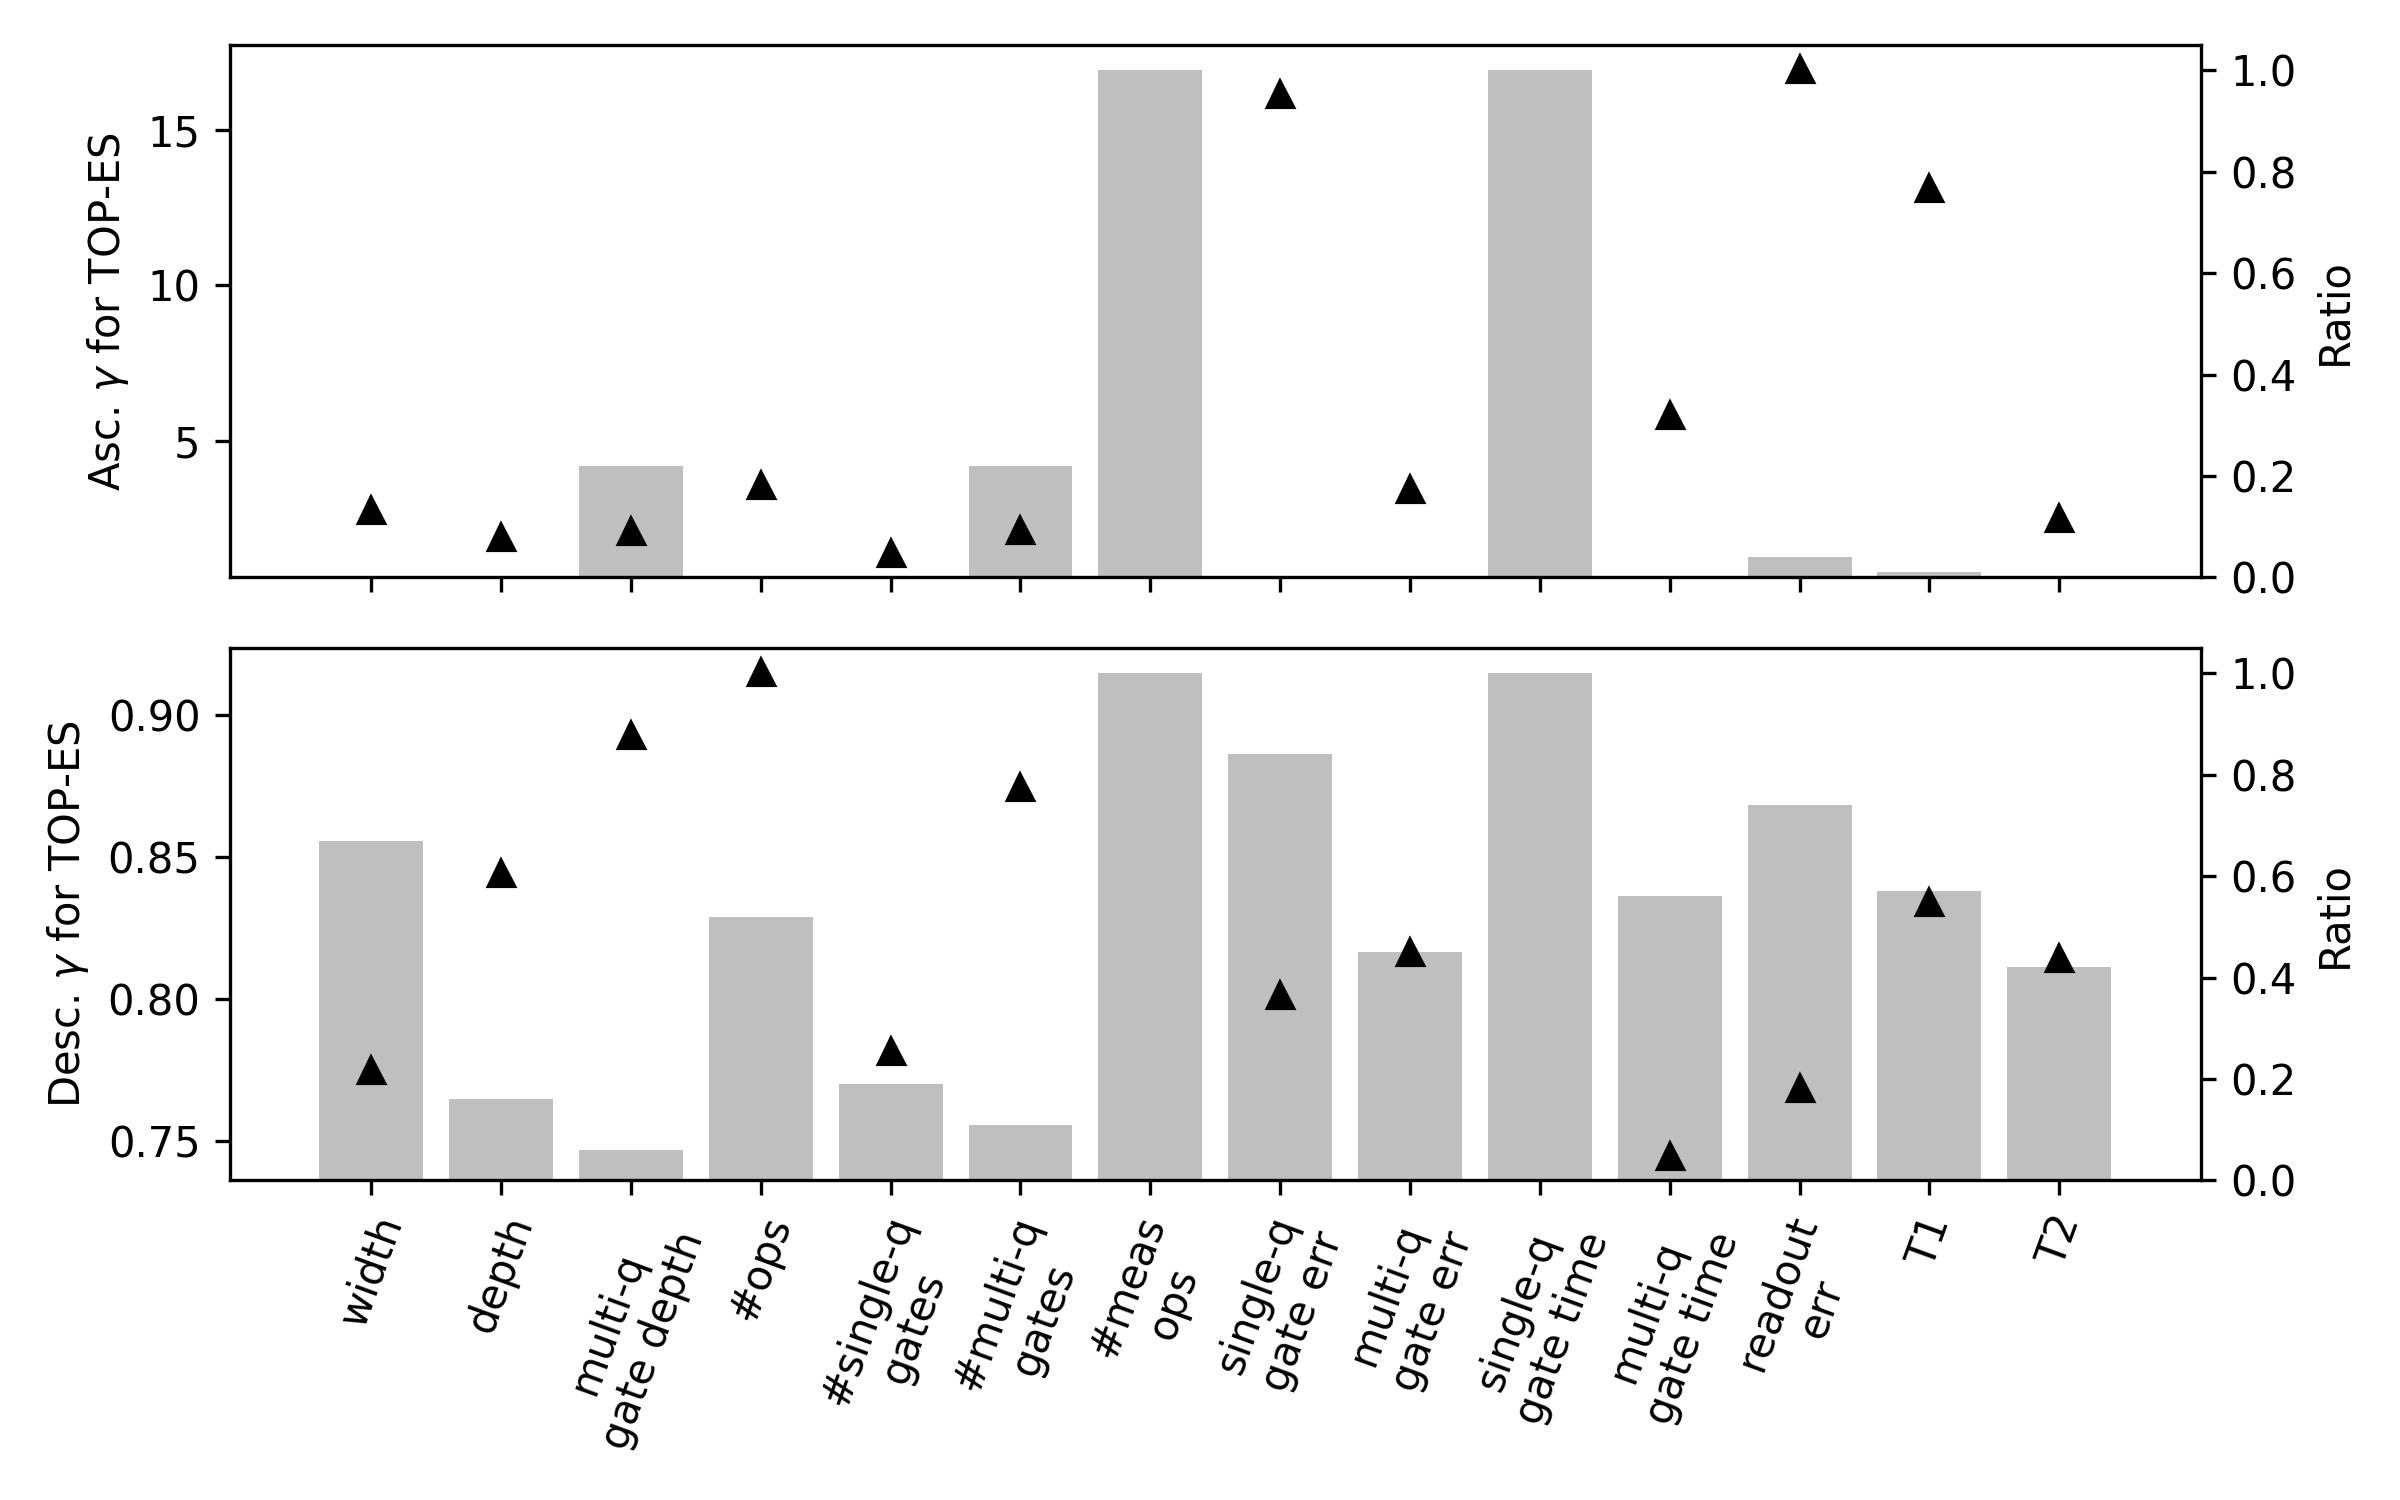 Asc. γ for TOP-ES
15
10
5
1.0
0.8
0.6
0.4
0.2
0.0
Ratio
Desc. γ for TOP-ES
0.90
0.85
0.80
0.75
1.0
0.8
0.6
0.4
0.2
0.0
Ratio
width
depth
multi-q
gate depth
#ops
#single-q
gates
#multi-q
gates
#meas
ops
single-q
gate err
multi-q
gate err
single-q
gate time
multi-q
gate time
readout
err
T1
T2